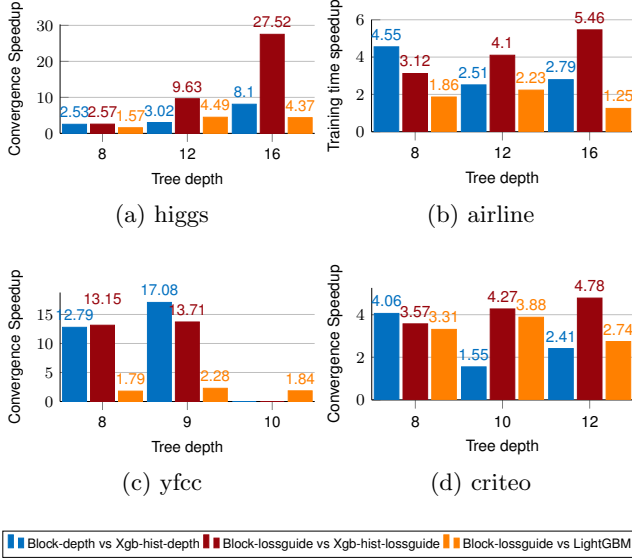 Convergence Speedup
30
20
10
0
2.53 2.57 1.57 3.02 9.63 4.49 8.1 27.52 4.37
8 12 16
Tree depth
(a) higgs
Training time speedup
6
4
2
0
4.55 3.12 1.86 2.51 4.1 2.23 2.79 5.46 1.25
8 12 16
Tree depth
(b) airline
Convergence Speedup
15
10
5
0
12.79 13.15 1.79 17.08 13.71 2.28 1.84
8 9 10
Tree depth
(c) yfcc
Convergence Speedup
4
2
0
4.06 3.57 3.31 1.55 4.27 3.88 2.41 4.78 2.74
8 10 12
Tree depth
(d) criteo
Block-depth vs Xgb-hist-depth Block-lossguide vs Xgb-hist-lossguide Block-lossguide vs LightGBM